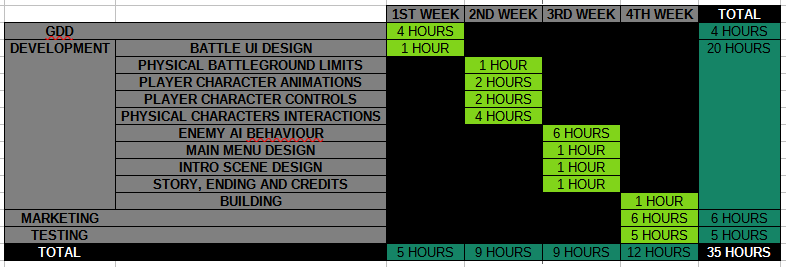 1ST WEEK 2ND WEEK 3RD WEEK 4TH WEEK TOTAL
GDD 4 HOURS 4 HOURS
DEVELOPMENT BATTLE UI DESIGN 1 HOUR 20 HOURS
PHYSICAL BATTLEGROUND LIMITS 1 HOUR
PLAYER CHARACTER ANIMATIONS 2 HOURS
PLAYER CHARACTER CONTROLS 2 HOURS
PHYSICAL CHARACTERS INTERACTIONS 4 HOURS
ENEMY AI BEHAVIOUR 6 HOURS
MAIN MENU DESIGN 1 HOUR
INTRO SCENE DESIGN 1 HOUR
STORY, ENDING AND CREDITS 1 HOUR
BUILDING 1 HOUR
MARKETING 6 HOURS 6 HOURS
TESTING 5 HOURS 5 HOURS
TOTAL 5 HOURS 9 HOURS 9 HOURS 12 HOURS 35 HOURS